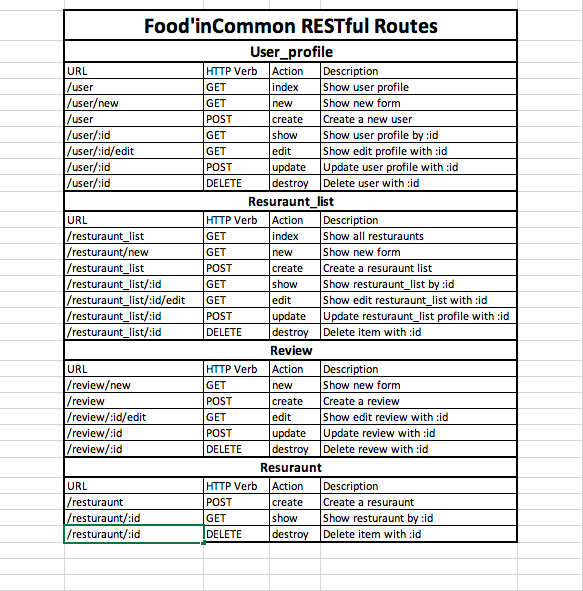 Food'inCommon RESTful Routes
User_profile
URL HTTP Verb Action Description
/user GET index Show user profile
/user/new GET new Show new form
/user POST create Create a new user
/user/:id GET show Show user profile by :id
/user/:id/edit GET edit Show edit profile with :id
/user/:id POST update Update user profile with :id
/user/:id DELETE destroy Delete user with :id
Resuraunt_list
URL HTTP Verb Action Description
/resturaunt_list GET index Show all resturaunts
/resturaunt/new GET new Show new form
/resturaunt_list POST create Create a resuraunt list
/resturaunt_list/:id GET show Show resturaunt_list by :id
/resturaunt_list/:id/edit GET edit Show edit resturaunt_list with :id
/resturaunt_list/:id POST update Update resturaunt_list profile with :id
/resturaunt_list/:id DELETE destroy Delete item with :id
Review
URL HTTP Verb Action Description
/review/new GET new Show new form
/review POST create Create a review
/review/:id/edit GET edit Show edit review with :id
/review/:id POST update Update review with :id
/review/:id DELETE destroy Delete revew with :id
Resuraunt
URL HTTP Verb Action Description
/resturaunt POST create Create a resuraunt
/resturaunt/:id GET show Show resturaunt by :id
/resturaunt/:id DELETE destroy Delete item with :id